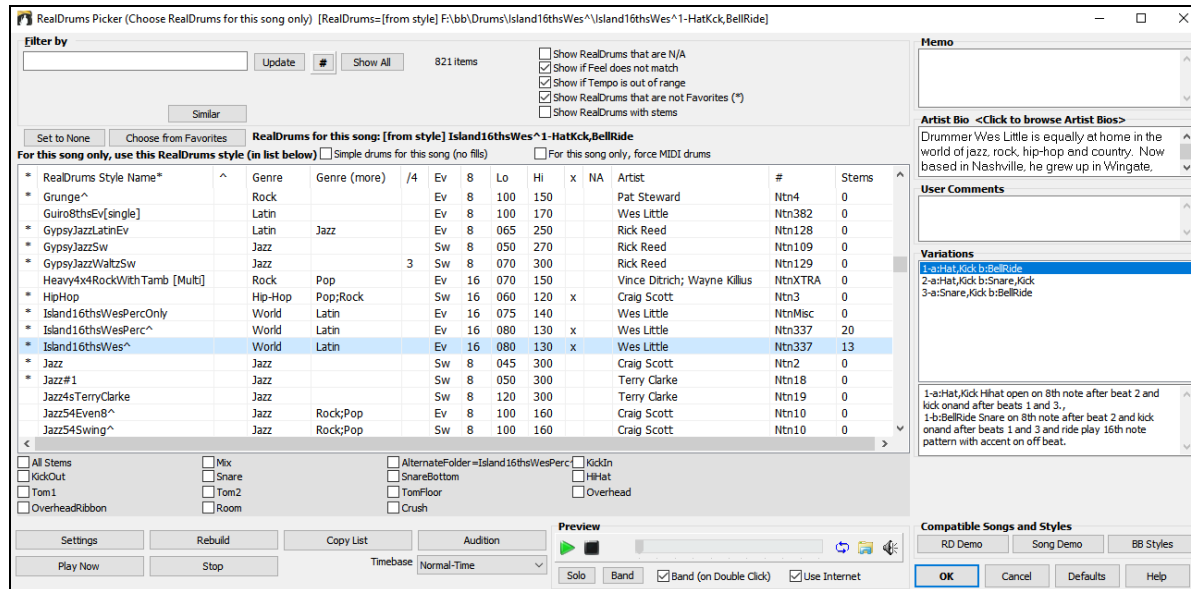 RealDrums Picker (Choose RealDrums for this song only) [RealDrums=[from style] F:\bb\Drums\Island16thsWes^\Island16thsWes^1-HatKck,BellRide]
Filter by
Update # Show All 821 items
Similar
Show RealDrums that are N/A
Show if Feel does not match
Show if Tempo is out of range
Show RealDrums that are not Favorites (*)
Show RealDrums with stems
Set to None Choose from Favorites RealDrums for this song: [from style] Island16thsWes^1-HatKck,BellRide
For this song only, use this RealDrums style (in list below) Simple drums for this song (no fills) For this song only, force MIDI drums
* RealDrums Style Name* ^ Genre Genre (more) /4 Ev 8 Lo Hi x NA Artist # Stems
* Grunge^ Rock Ev 8 100 150 Pat Steward Ntn4 0
Guiro8thsEv[single] Latin Ev 8 100 170 Wes Little Ntn382 0
* GypsyJazzLatinEv Latin Jazz Ev 8 065 250 Rick Reed Ntn128 0
* GypsyJazzSw Jazz Sw 8 050 270 Rick Reed Ntn109 0
* GypsyJazzWaltzSw Jazz 3 Sw 8 070 300 Rick Reed Ntn129 0
Heavy4x4RockWithTamb [Multi] Rock Pop Ev 16 070 150 Vince Ditrich; Wayne Killius NtnXTRA 0
* HipHop Hip-Hop Pop;Rock Sw 16 060 120 x Craig Scott Ntn3 0
* Island16thsWesPercOnly World Latin Ev 16 075 140 Wes Little NtnMisc 0
* Island16thsWesPerc^ World Latin Ev 16 080 130 x Wes Little Ntn337 20
* Island16thsWes^ World Latin Ev 16 080 130 x Wes Little Ntn337 13
* Jazz Jazz Sw 8 045 300 Craig Scott Ntn2 0
* Jazz#1 Jazz Sw 8 050 300 Terry Clarke Ntn18 0
Jazz4sTerryClarke Jazz Sw 8 120 300 Terry Clarke Ntn19 0
Jazz54Even8^ Jazz Rock;Pop Ev 8 100 160 Craig Scott Ntn10 0
Jazz54Swing^ Jazz Rock;Pop Sw 8 100 160 Craig Scott Ntn10 0
All Stems Mix AlternateFolder=Island16thsWesPerc KickIn
KickOut Snare SnareBottom HiHat
Tom1 Tom2 TomFloor Overhead
OverheadRibbon Room Crush
Settings Rebuild Copy List Audition
Play Now Stop Timebase Normal-Time
Preview
Solo Band Band (on Double Click) Use Internet
Memo
Artist Bio <Click to browse Artist Bios>
Drummer Wes Little is equally at home in the
world of jazz, rock, hip-hop and country. Now
based in Nashville, he grew up in Wingate,
User Comments
Variations
1-a:Hat,Kick b:BellRide
2-a:Hat,Kick b:Snare,Kick
3-a:Snare,Kick b:BellRide
1-a:Hat,Kick Hihat open on 8th note after beat 2 and
kick onand after beats 1 and 3.,
1-b:BellRide Snare on 8th note after beat 2 and kick
onand after beats 1 and 3 and ride play 16th note
pattern with accent on off beat.
Compatible Songs and Styles
RD Demo Song Demo BB Styles
OK Cancel Defaults Help